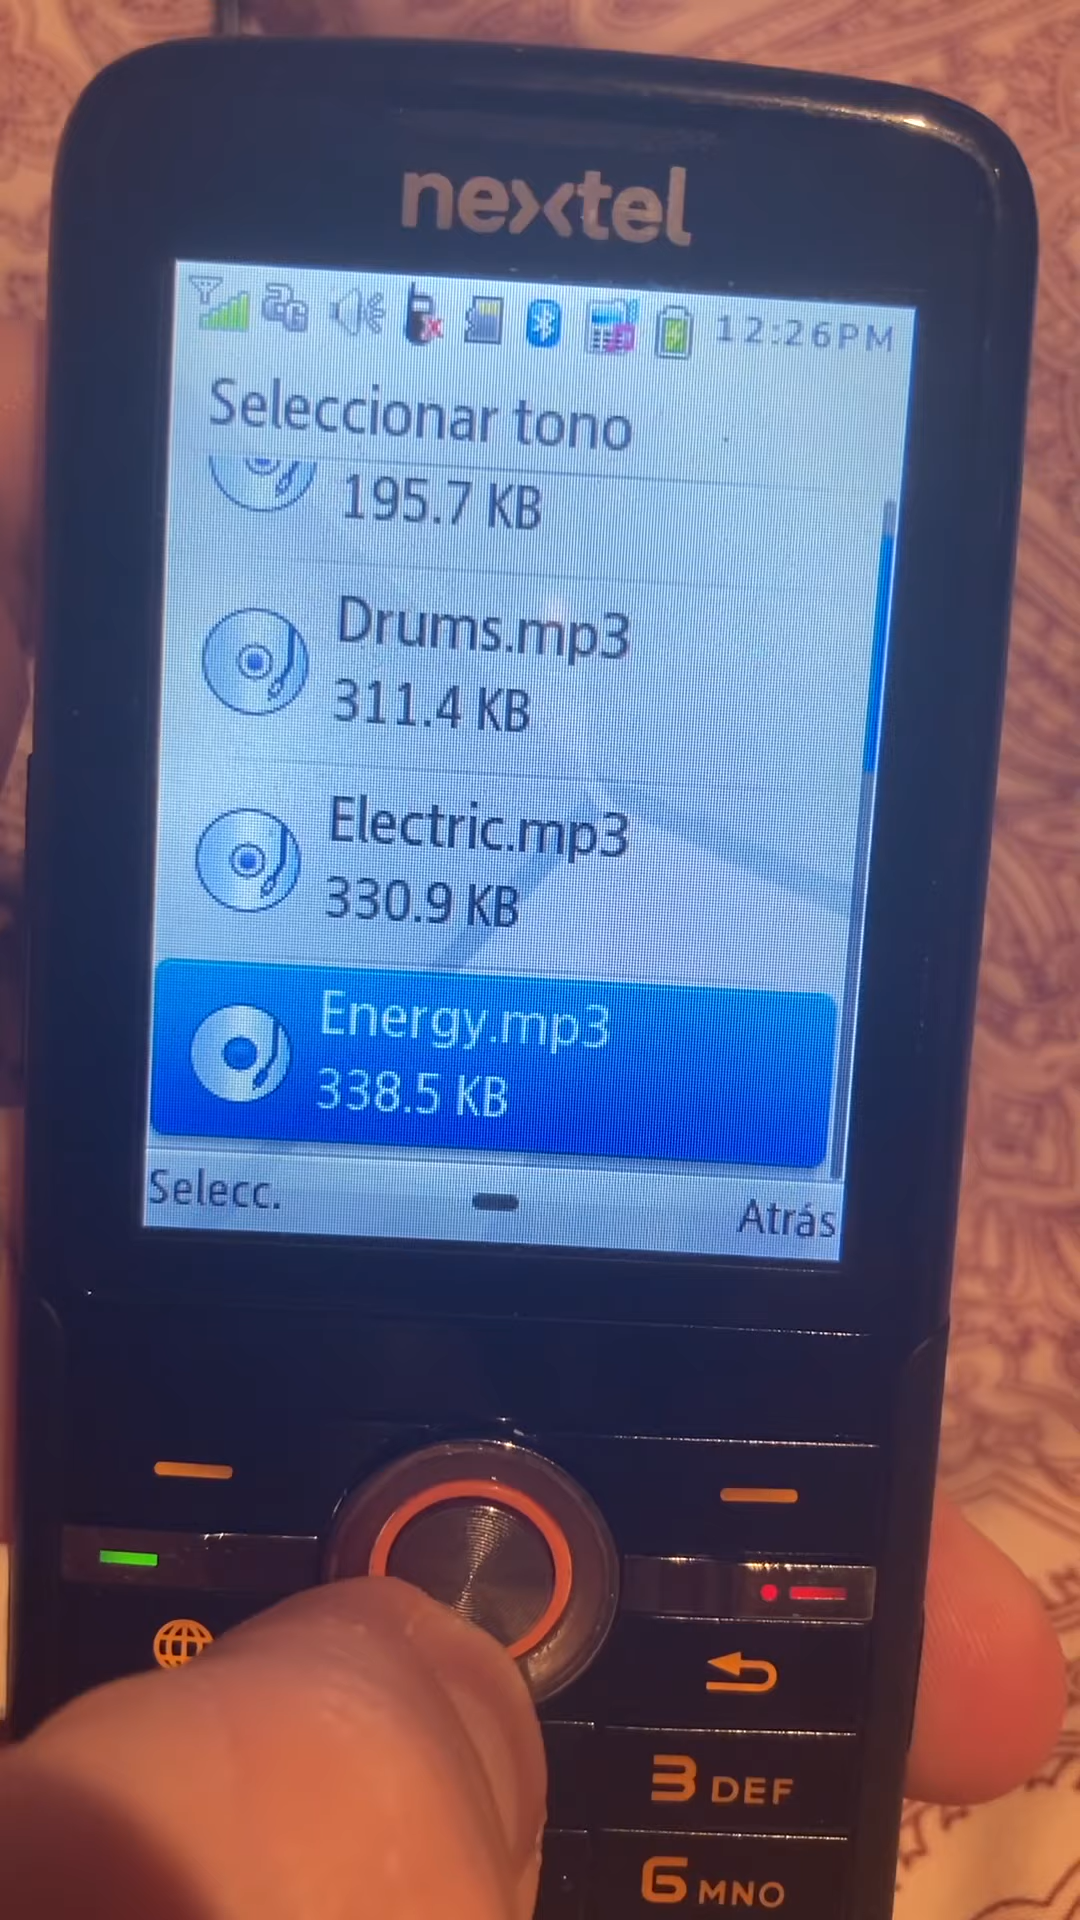 nextel
2G 12:26PM
Seleccionar tono
195.7 KB
Drums.mp3
311.4 KB
Electric.mp3
330.9 KB
Energy.mp3
338.5 KB
Selecc. Atrás
3 DEF
6 MNO